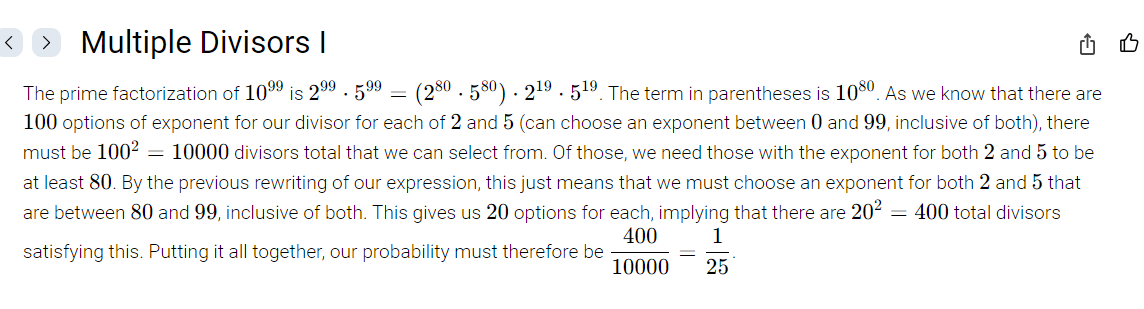 Multiple Divisors I
The prime factorization of 10^99 is 2^99 · 5^99 = (2^80 · 5^80) · 2^19 · 5^19. The term in parentheses is 10^80. As we know that there are
100 options of exponent for our divisor for each of 2 and 5 (can choose an exponent between 0 and 99, inclusive of both), there
must be 100^2 = 10000 divisors total that we can select from. Of those, we need those with the exponent for both 2 and 5 to be
at least 80. By the previous rewriting of our expression, this just means that we must choose an exponent for both 2 and 5 that
are between 80 and 99, inclusive of both. This gives us 20 options for each, implying that there are 20^2 = 400 total divisors
satisfying this. Putting it all together, our probability must therefore be 400/10000 = 1/25.